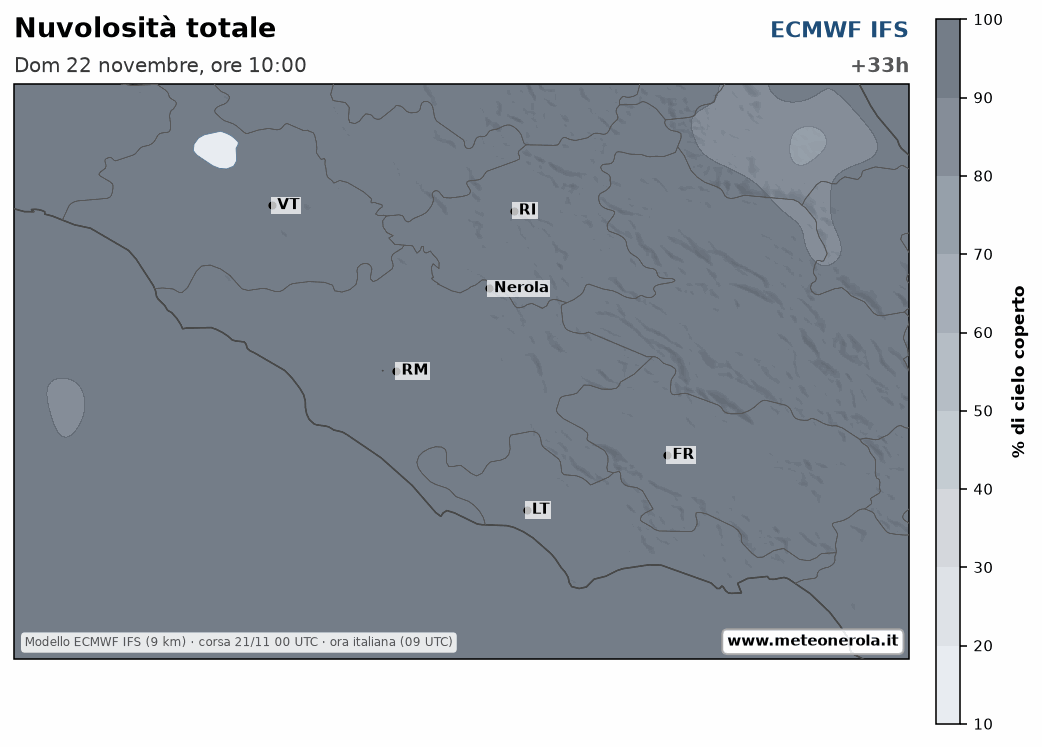 Nuvolosità totale
ECMWF IFS
Dom 22 novembre, ore 10:00
+33h
100
90
80
70
60
50
40
30
20
10
% di cielo coperto
VT
RI
Nerola
RM
FR
LT
Modello ECMWF IFS (9 km) · corsa 21/11 00 UTC · ora italiana (09 UTC)
www.meteonerola.it